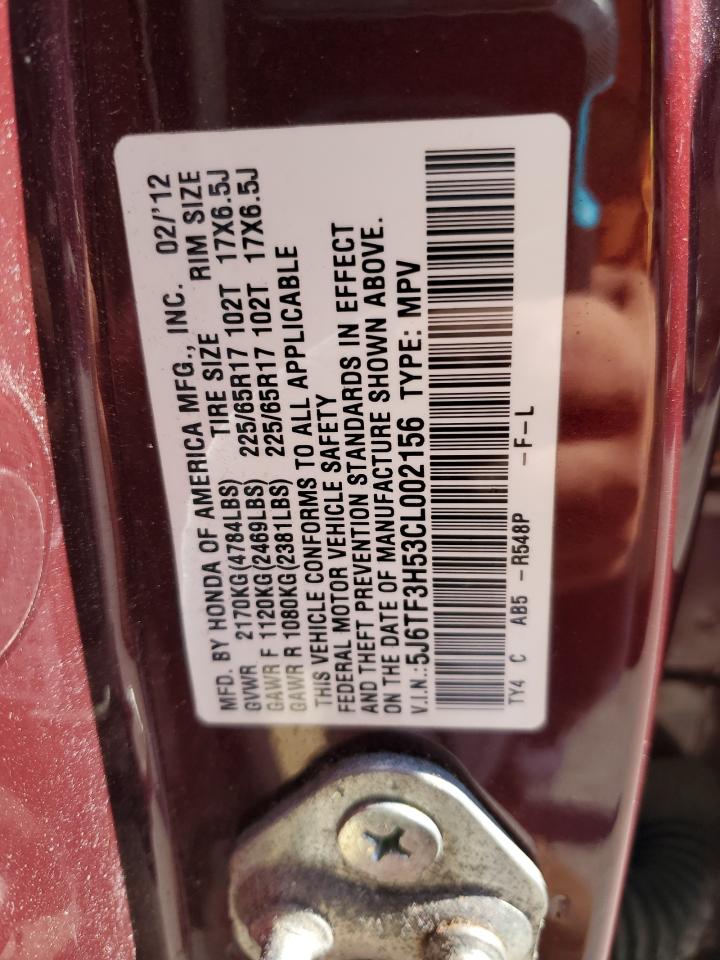 MFD. BY HONDA OF AMERICA MFG., INC. 02/'12
GVWR 2170KG(4784LBS) TIRE SIZE RIM SIZE
GAWR F 1120KG(2469LBS) 225/65R17 102T 17X6.5J
GAWR R 1080KG(2381LBS) 225/65R17 102T 17X6.5J
THIS VEHICLE CONFORMS TO ALL APPLICABLE
FEDERAL MOTOR VEHICLE SAFETY
AND THEFT PREVENTION STANDARDS IN EFFECT
ON THE DATE OF MANUFACTURE SHOWN ABOVE.
V.I.N.:5J6TF3H53CL002156 TYPE: MPV
TY4 C AB5 -R548P -F-L